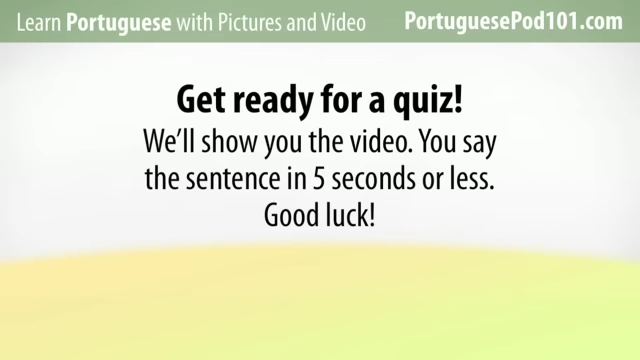 Learn Portuguese with Pictures and Video
PortuguesePod101.com
Get ready for a quiz!
We'll show you the video. You say
the sentence in 5 seconds or less.
Good luck!